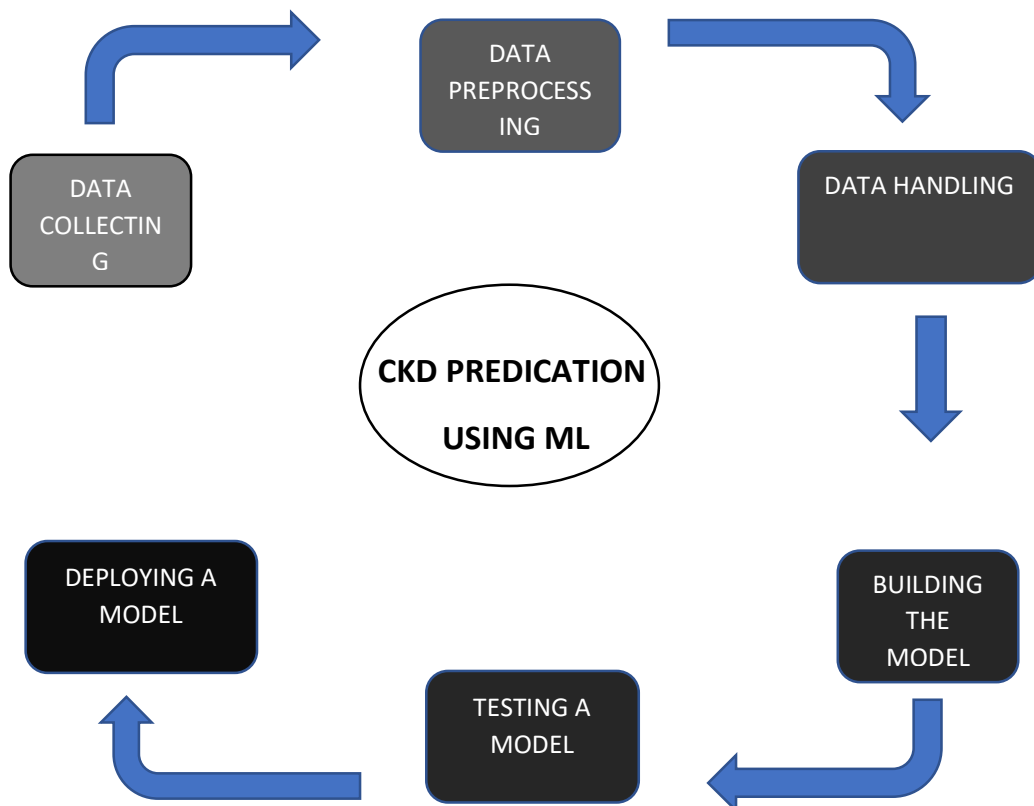 DATA
COLLECTIN
G
DATA
PREPROCESS
ING
DATA HANDLING
CKD PREDICATION
USING ML
BUILDING
THE
MODEL
TESTING A
MODEL
DEPLOYING A
MODEL